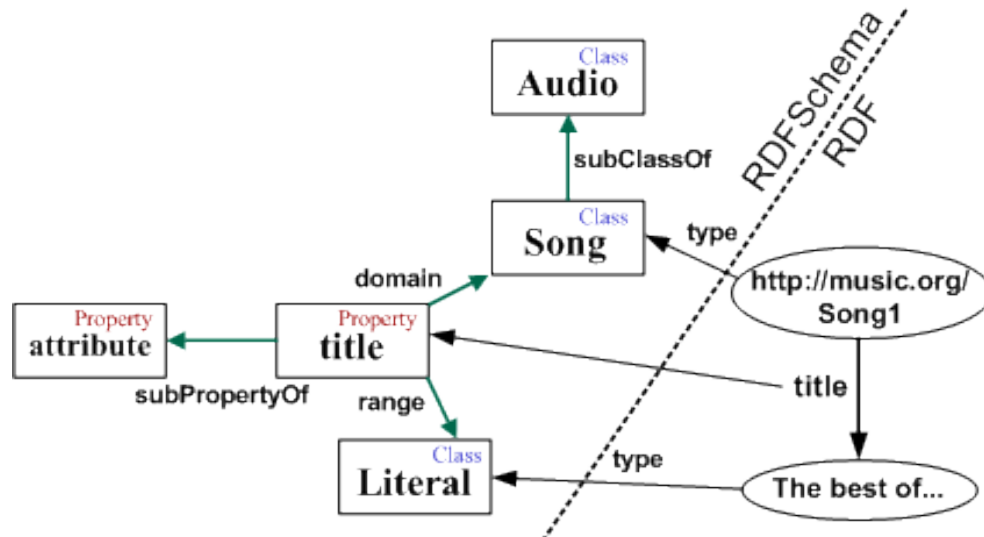 Class
Audio
subClassOf
RDFSchema
RDF
Class
Song
type
http://music.org/
Song1
domain
Property
attribute
Property
title
subPropertyOf
range
title
Class
Literal
type
The best of...